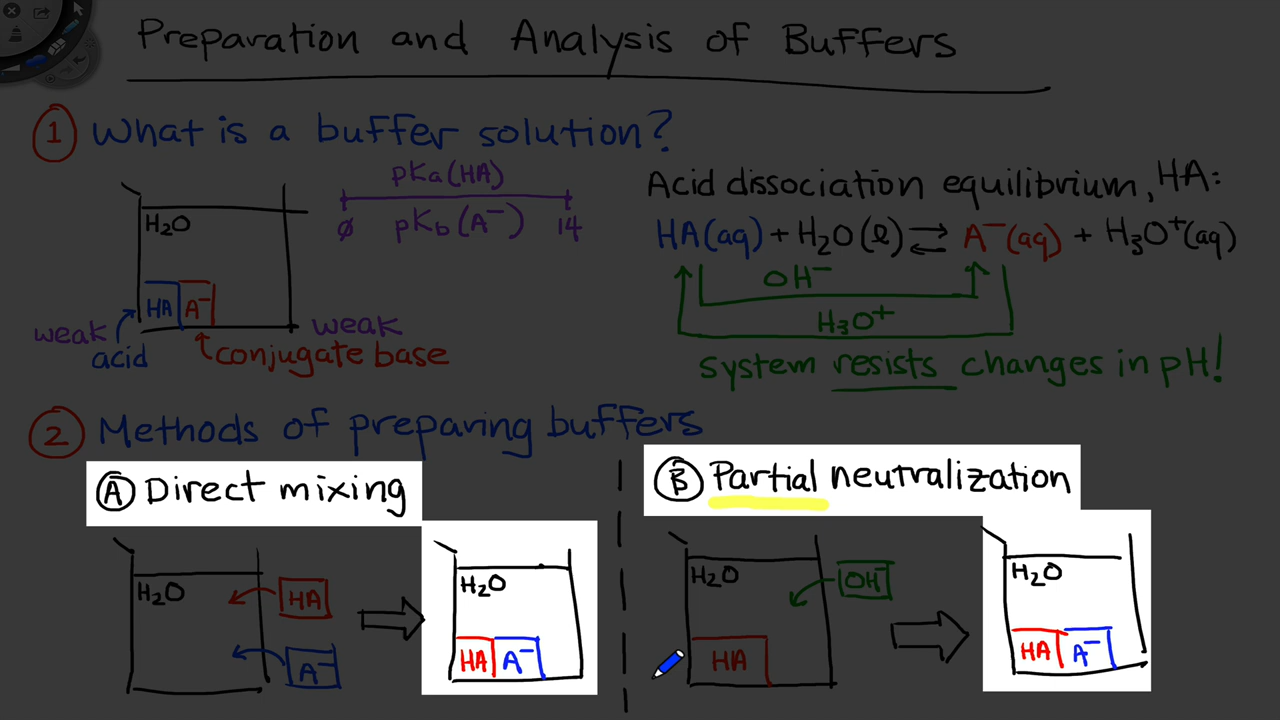 Preparation and Analysis of Buffers
1 What is a buffer solution?
pKa(HA)
Ø pKb(A⁻) 14
H₂O
HA A⁻
weak acid
weak conjugate base
Acid dissociation equilibrium, HA:
HA(aq) + H₂O(l) ⇌ A⁻(aq) + H₃O⁺(aq)
OH⁻
H₃O⁺
system resists changes in pH!
2 Methods of preparing buffers
A Direct mixing
H₂O
HA
A⁻
H₂O
HA A⁻
B Partial neutralization
H₂O
OH⁻
HA
H₂O
HA A⁻